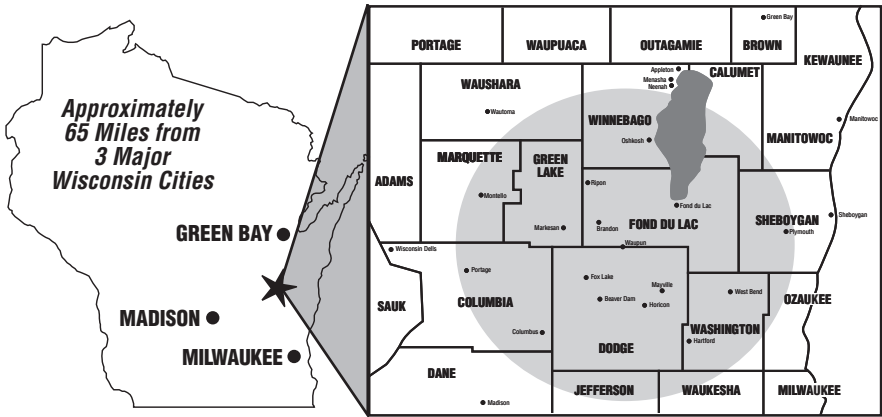 Approximately
65 Miles from
3 Major
Wisconsin Cities
GREEN BAY
MADISON
MILWAUKEE
Green Bay
PORTAGE
WAUPUACA
OUTAGAMIE
BROWN
KEWAUNEE
Appleton
CALUMET
Menasha
Neenah
WAUSHARA
Wautoma
WINNEBAGO
Manitowoc
Oshkosh
MANITOWOC
MARQUETTE
GREEN
LAKE
ADAMS
Ripon
Montello
Fond du Lac
Sheboygan
SHEBOYGAN
Markesan
Brandon
FOND DU LAC
Plymouth
Waupun
Wisconsin Dells
Portage
Fox Lake
Mayville
West Bend
Beaver Dam
Horicon
OZAUKEE
SAUK
COLUMBIA
Columbus
WASHINGTON
Hartford
DODGE
DANE
JEFFERSON
WAUKESHA
MILWAUKEE
Madison